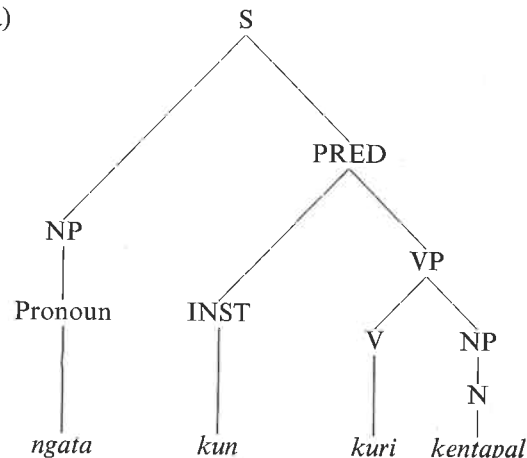 )
S
PRED
NP
VP
Pronoun INST
V NP
N
ngata kun kuri kentapal